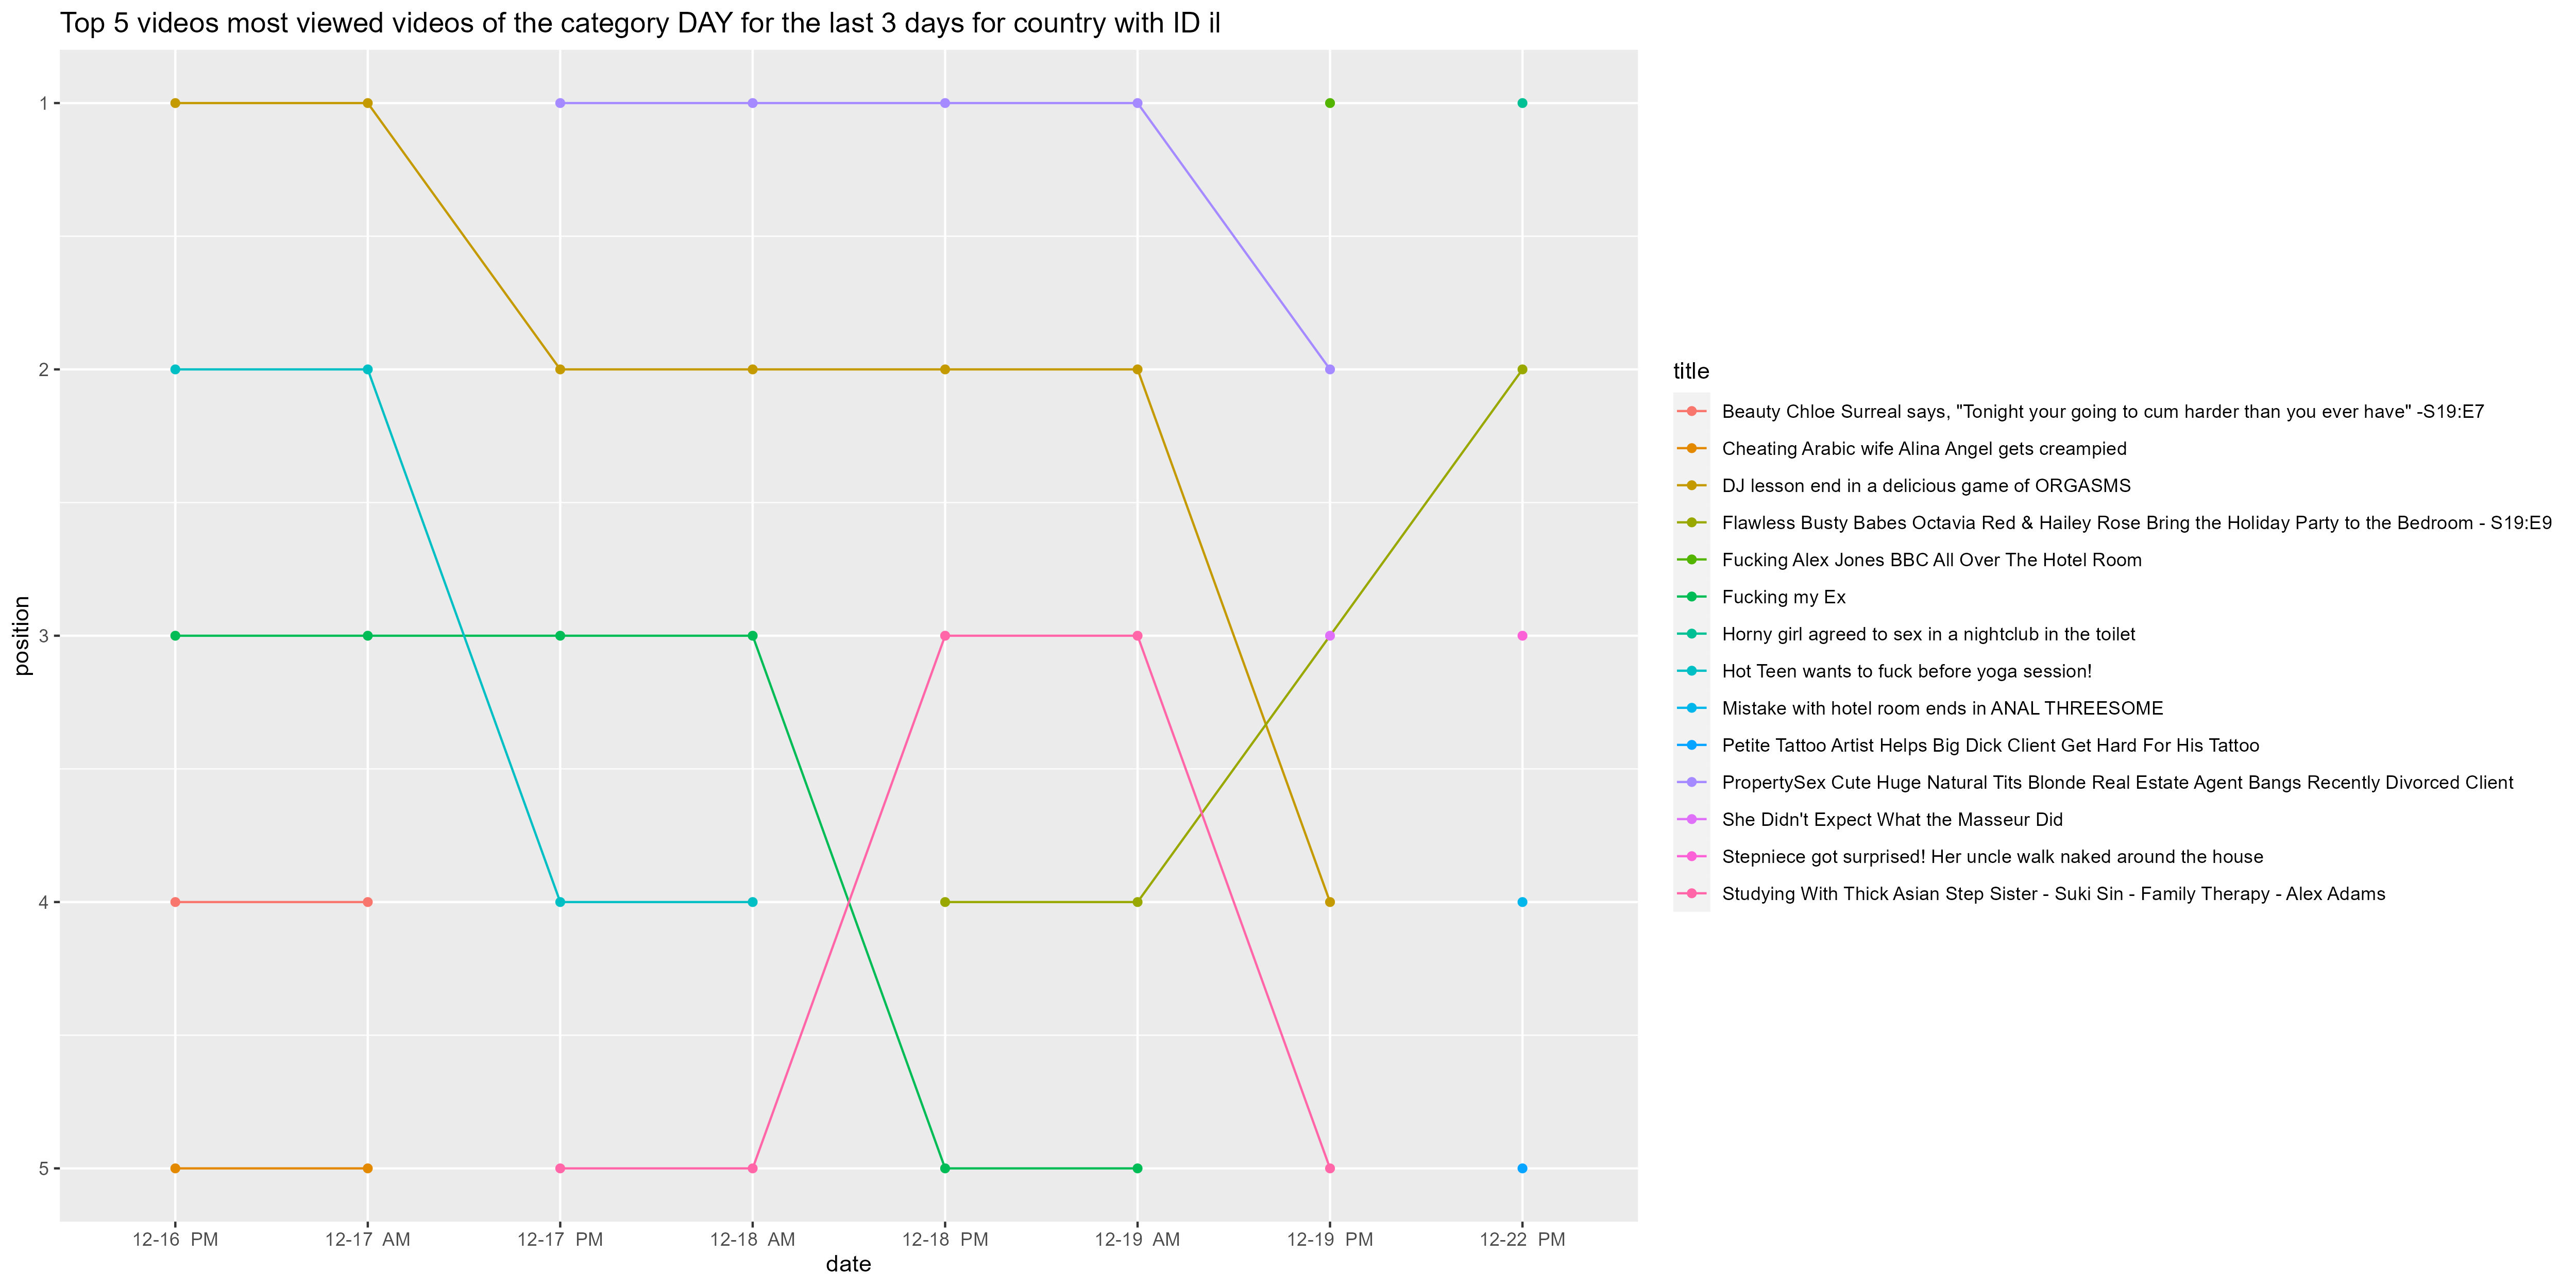 Top 5 videos most viewed videos of the category DAY for the last 3 days for country with ID il
position
1
2
3
4
5
12-16 PM
12-17 AM
12-17 PM
12-18 AM
12-18 PM
12-19 AM
12-19 PM
12-22 PM
date
title
Beauty Chloe Surreal says, "Tonight your going to cum harder than you ever have" -S19:E7
Cheating Arabic wife Alina Angel gets creampied
DJ lesson end in a delicious game of ORGASMS
Flawless Busty Babes Octavia Red & Hailey Rose Bring the Holiday Party to the Bedroom - S19:E9
Fucking Alex Jones BBC All Over The Hotel Room
Fucking my Ex
Horny girl agreed to sex in a nightclub in the toilet
Hot Teen wants to fuck before yoga session!
Mistake with hotel room ends in ANAL THREESOME
Petite Tattoo Artist Helps Big Dick Client Get Hard For His Tattoo
PropertySex Cute Huge Natural Tits Blonde Real Estate Agent Bangs Recently Divorced Client
She Didn't Expect What the Masseur Did
Stepniece got surprised! Her uncle walk naked around the house
Studying With Thick Asian Step Sister - Suki Sin - Family Therapy - Alex Adams